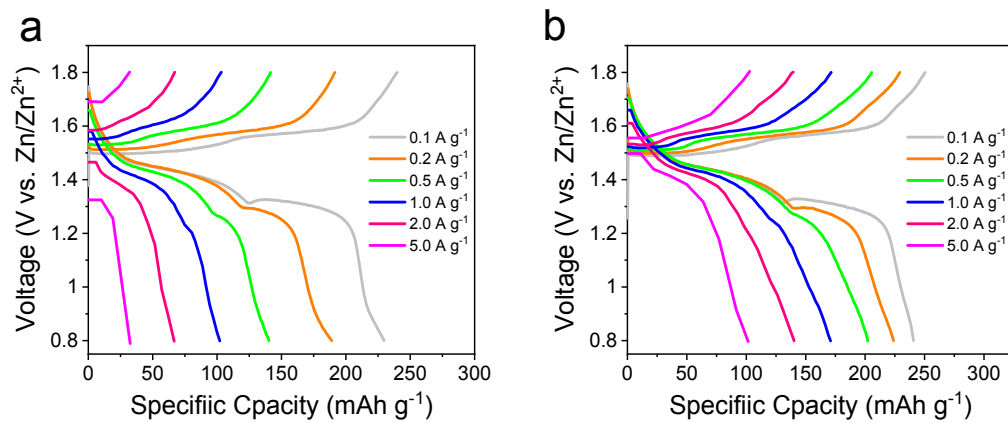 a
Voltage (V vs. Zn/Zn²⁺)
1.8
1.6
1.4
1.2
1
0.8
0 50 100 150 200 250 300
Specifiic Cpacity (mAh g⁻¹)
0.1 A g⁻¹
0.2 A g⁻¹
0.5 A g⁻¹
1.0 A g⁻¹
2.0 A g⁻¹
5.0 A g⁻¹
b
Voltage (V vs. Zn/Zn²⁺)
1.8
1.6
1.4
1.2
1
0.8
0 50 100 150 200 250 300
Specifiic Cpacity (mAh g⁻¹)
0.1 A g⁻¹
0.2 A g⁻¹
0.5 A g⁻¹
1.0 A g⁻¹
2.0 A g⁻¹
5.0 A g⁻¹